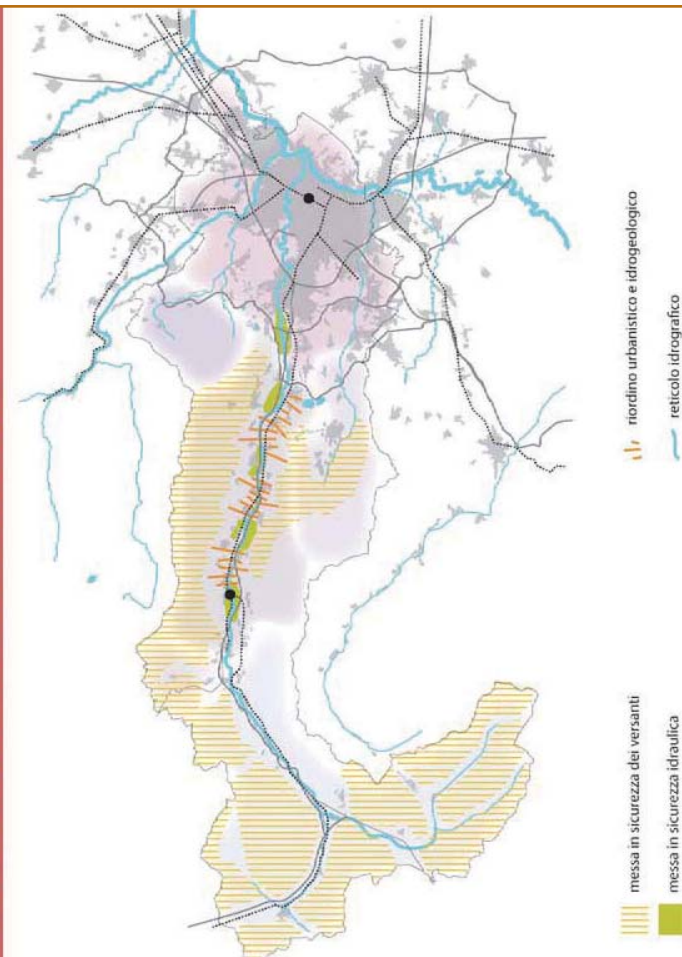 messa in sicurezza dei versanti
messa in sicurezza idraulica
riordino urbanistico e idrogeologico
reticolo idrografico